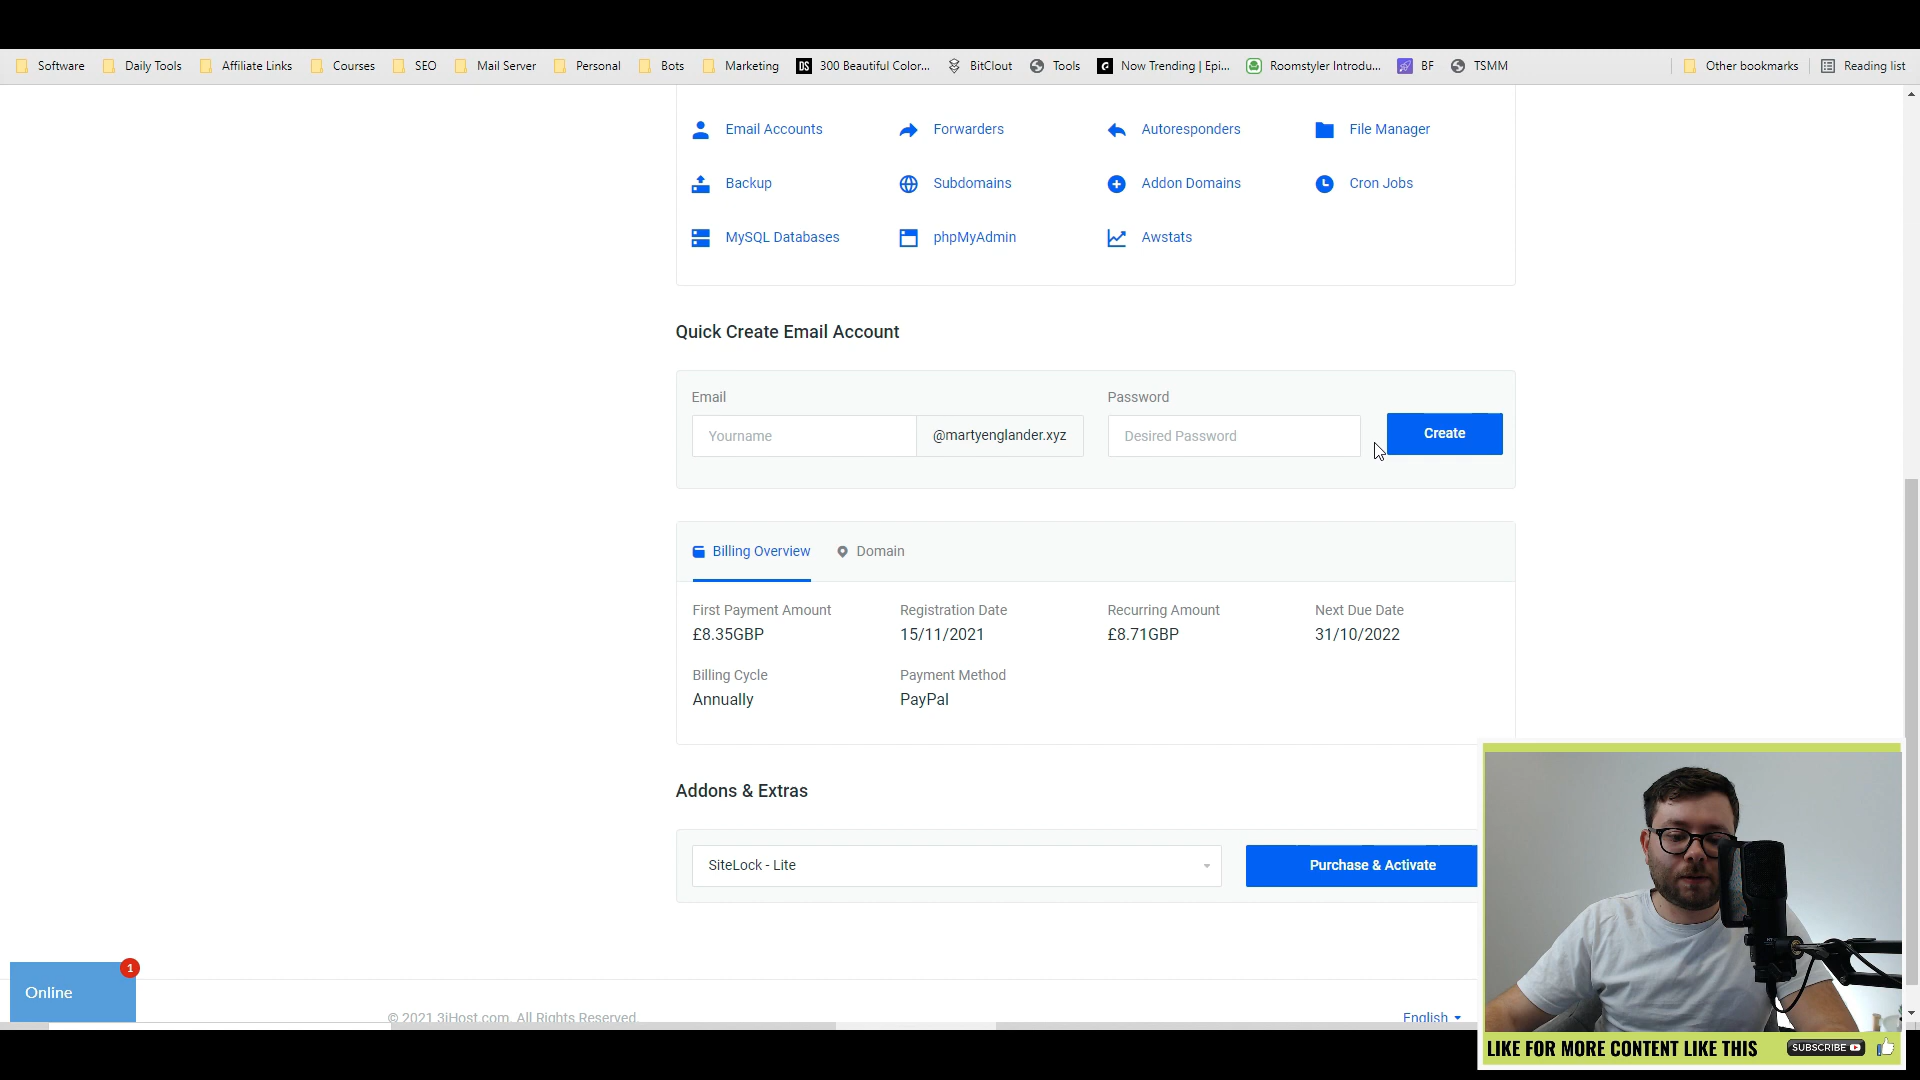 Software Daily Tools Affiliate Links Courses SEO Mail Server Personal Bots Marketing DS 300 Beautiful Color... BitClout Tools Now Trending | Epi... Roomstyler Introdu... BF TSMM Other bookmarks Reading list
Email Accounts Forwarders Autoresponders File Manager
Backup Subdomains Addon Domains Cron Jobs
MySQL Databases phpMyAdmin Awstats
Quick Create Email Account
Email Password
Yourname @martyenglander.xyz Desired Password Create
Billing Overview Domain
First Payment Amount Registration Date Recurring Amount Next Due Date
£8.35GBP 15/11/2021 £8.71GBP 31/10/2022
Billing Cycle Payment Method
Annually PayPal
Addons & Extras
SiteLock - Lite Purchase & Activate
1
Online
© 2021 3iHost.com. All Rights Reserved. English
LIKE FOR MORE CONTENT LIKE THIS SUBSCRIBE